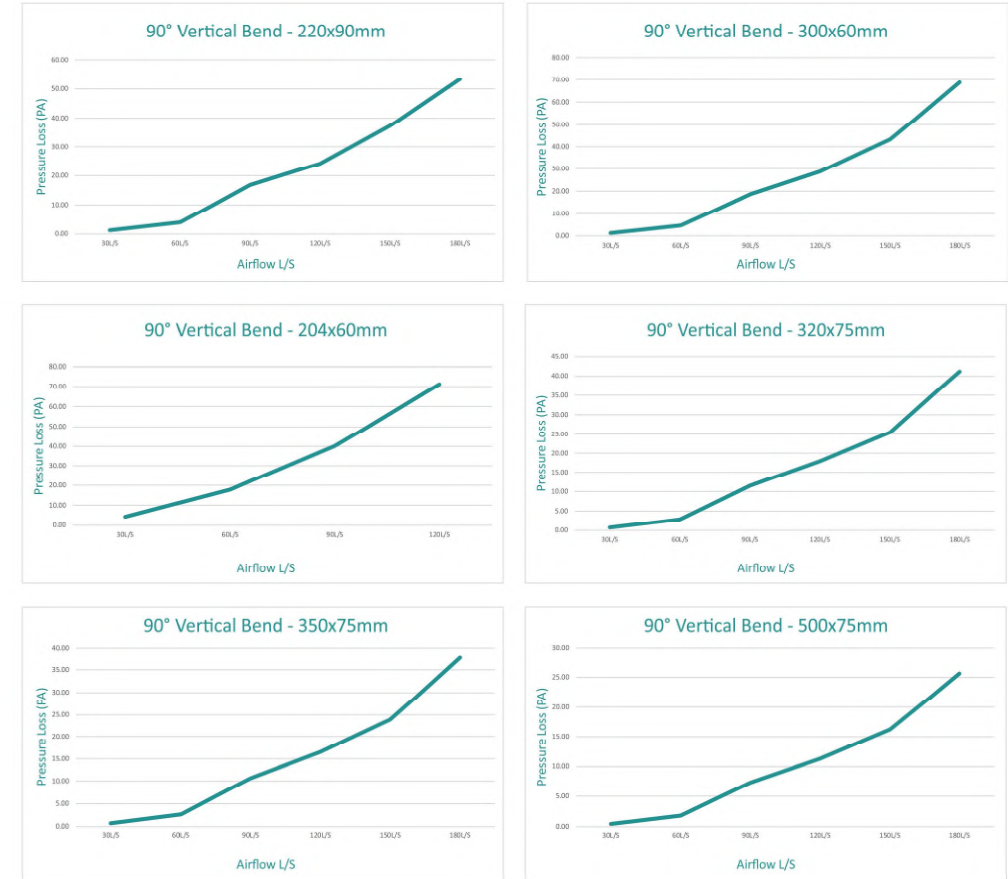 90° Vertical Bend - 220x90mm
Pressure Loss (PA)
60.00
50.00
40.00
30.00
20.00
10.00
0.00
30L/S 60L/S 90L/S 120L/S 150L/S 180L/S
Airflow L/S
90° Vertical Bend - 300x60mm
Pressure Loss (PA)
80.00
70.00
60.00
50.00
40.00
30.00
20.00
10.00
0.00
30L/S 60L/S 90L/S 120L/S 150L/S 180L/S
Airflow L/S
90° Vertical Bend - 204x60mm
Pressure Loss (PA)
80.00
70.00
60.00
50.00
40.00
30.00
20.00
10.00
0.00
30L/S 60L/S 90L/S 120L/S
Airflow L/S
90° Vertical Bend - 320x75mm
Pressure Loss (PA)
45.00
40.00
35.00
30.00
25.00
20.00
15.00
10.00
5.00
0.00
30L/S 60L/S 90L/S 120L/S 150L/S 180L/S
Airflow L/S
90° Vertical Bend - 350x75mm
Pressure Loss (PA)
40.00
35.00
30.00
25.00
20.00
15.00
10.00
5.00
0.00
30L/S 60L/S 90L/S 120L/S 150L/S 180L/S
Airflow L/S
90° Vertical Bend - 500x75mm
Pressure Loss (PA)
30.00
25.00
20.00
15.00
10.00
5.00
0.00
30L/S 60L/S 90L/S 120L/S 150L/S 180L/S
Airflow L/S